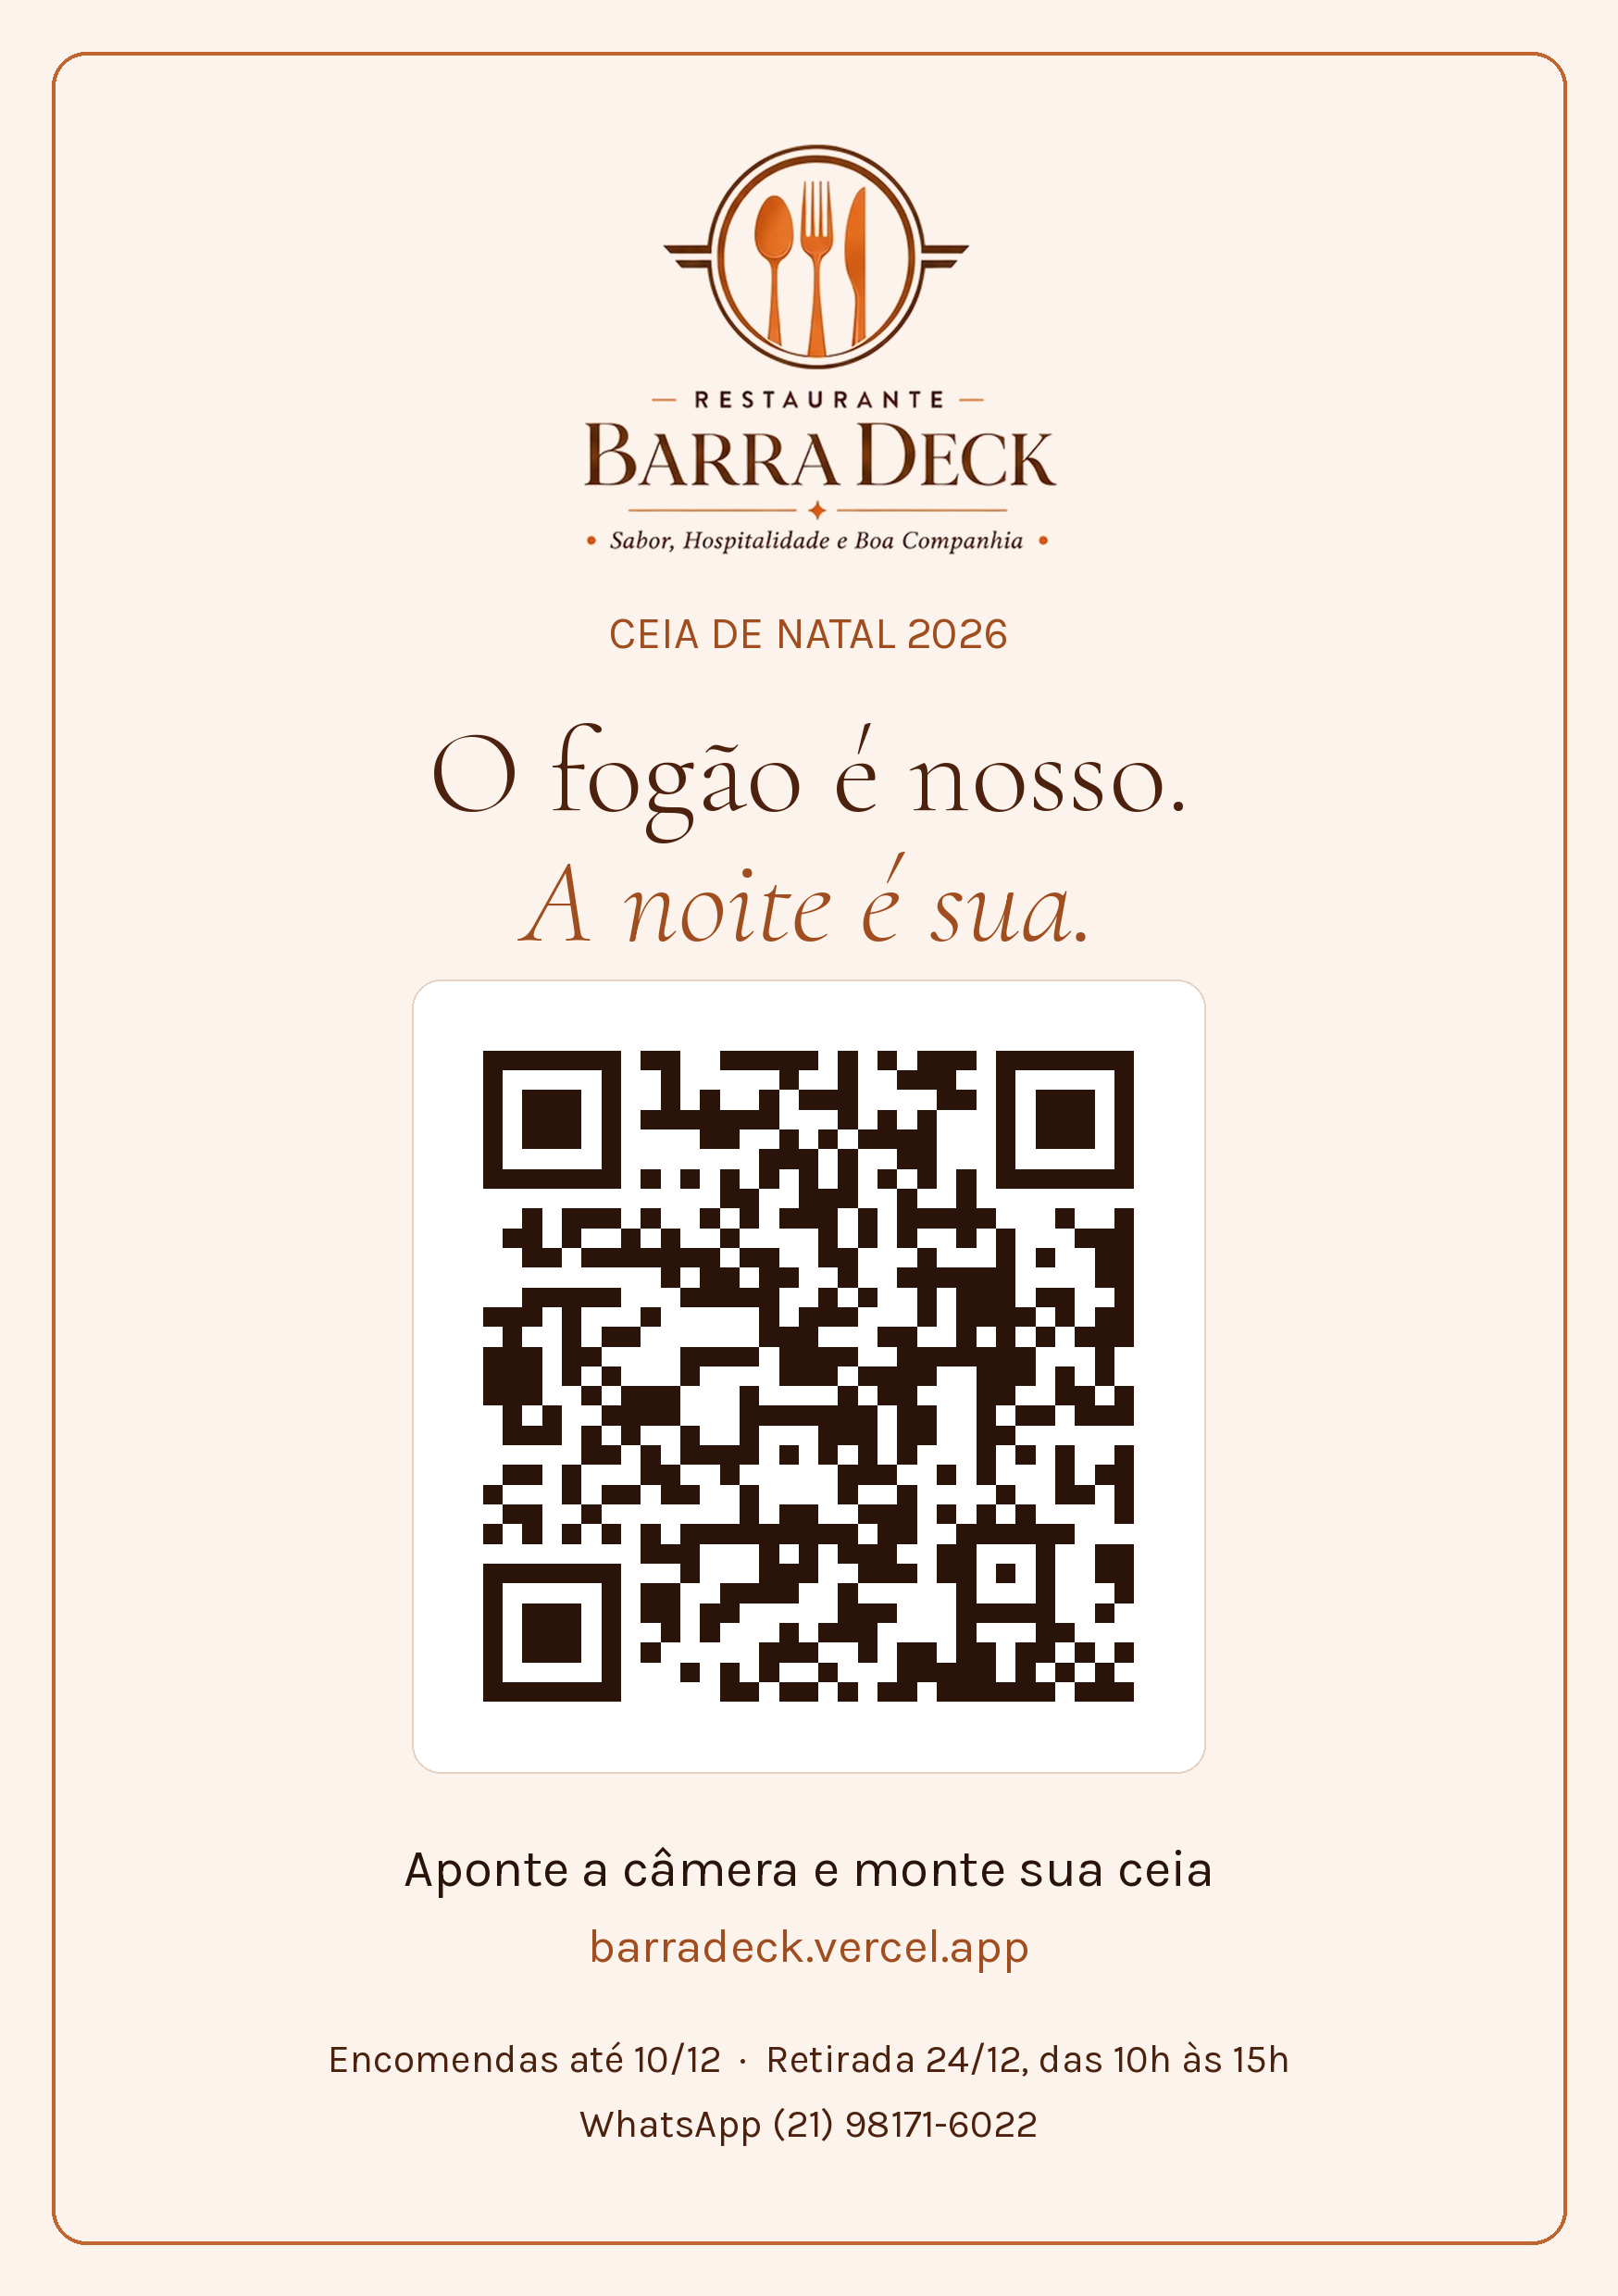 RESTAURANTE
BARRA DECK
Sabor, Hospitalidade e Boa Companhia
CEIA DE NATAL 2026
O fogão é nosso.
A noite é sua.
Aponte a câmera e monte sua ceia
barradeck.vercel.app
Encomendas até 10/12 · Retirada 24/12, das 10h às 15h
WhatsApp (21) 98171-6022